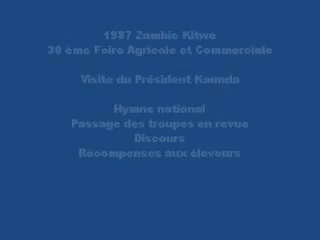 1987 Zambie Kitwe
30 ème Foire Agricole et Commerciale
Visite du Président Kaunda
Hymne national
Passage des troupes en revue
Discours
Récompenses aux éleveurs